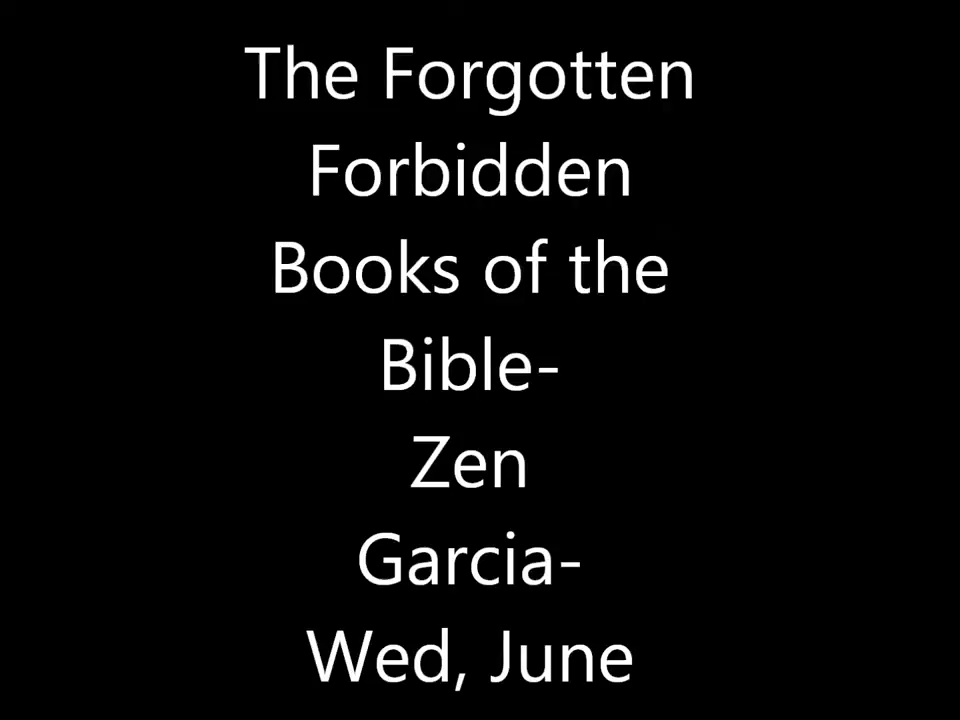 The Forgotten
Forbidden
Books of the
Bible-
Zen
Garcia-
Wed, June